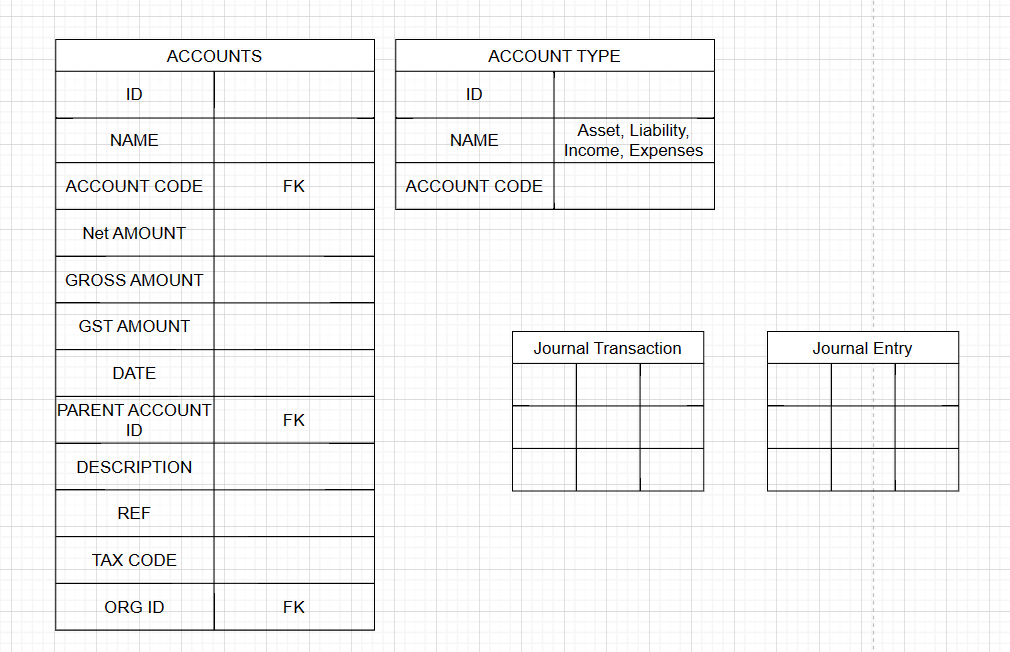 ACCOUNTS
ID
NAME
ACCOUNT CODE
FK
Net AMOUNT
GROSS AMOUNT
GST AMOUNT
DATE
PARENT ACCOUNT
ID
FK
DESCRIPTION
REF
TAX CODE
ORG ID
FK
ACCOUNT TYPE
ID
NAME
Asset, Liability,
Income, Expenses
ACCOUNT CODE
Journal Transaction
Journal Entry